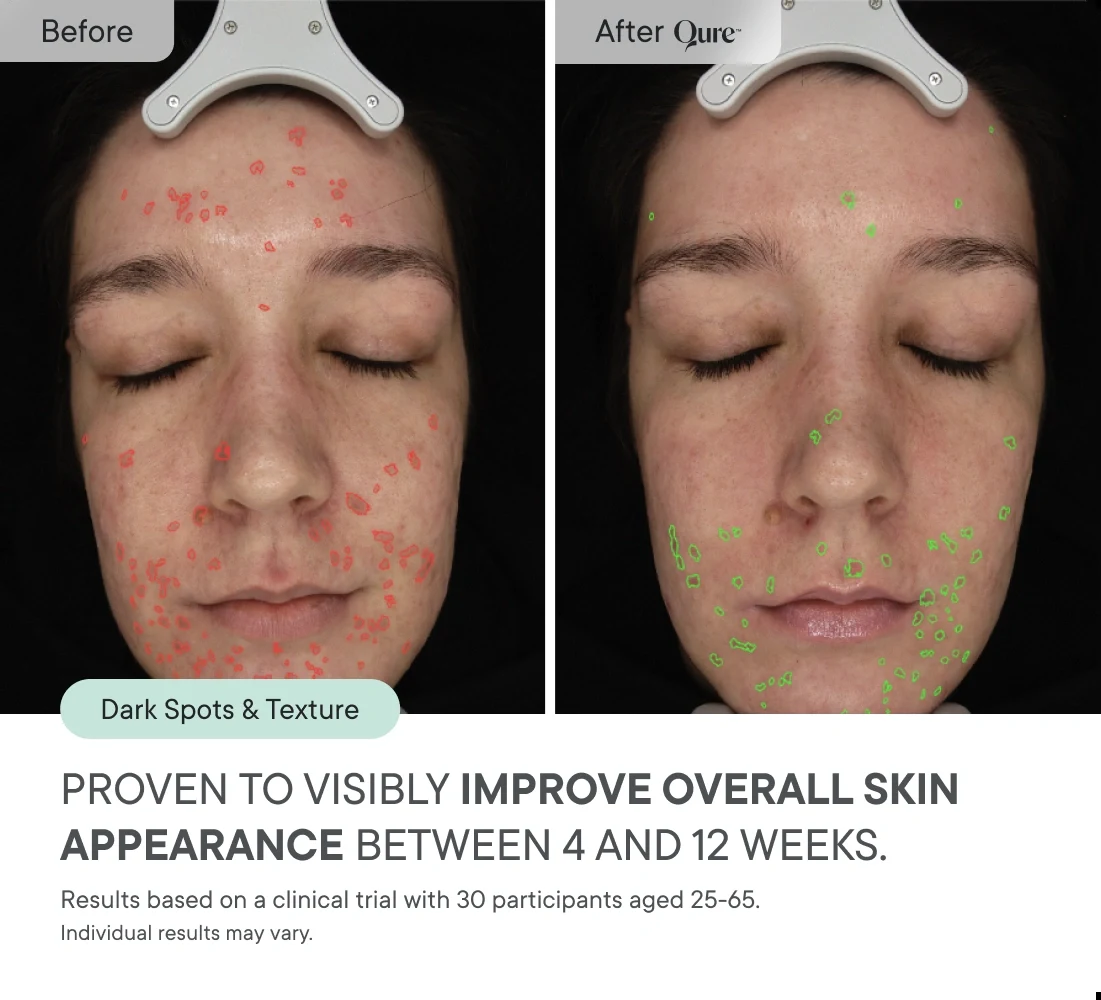 Before
After Qure™
Dark Spots & Texture
PROVEN TO VISIBLY IMPROVE OVERALL SKIN
APPEARANCE BETWEEN 4 AND 12 WEEKS.
Results based on a clinical trial with 30 participants aged 25-65.
Individual results may vary.